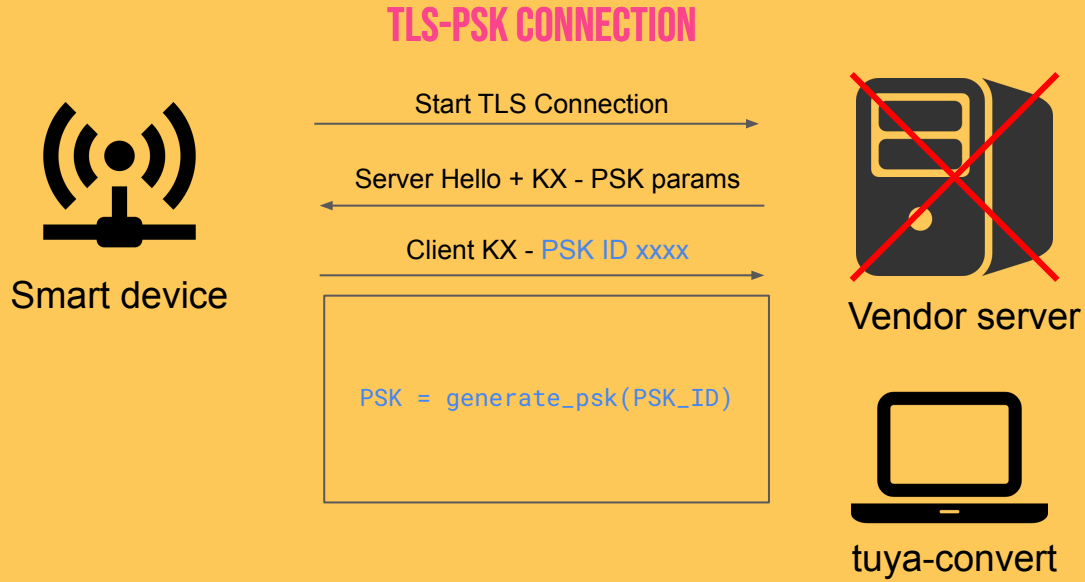 TLS-PSK CONNECTION
Start TLS Connection
Server Hello + KX - PSK params
Client KX - PSK ID xxxx
Smart device
Vendor server
PSK = generate_psk(PSK_ID)
tuya-convert